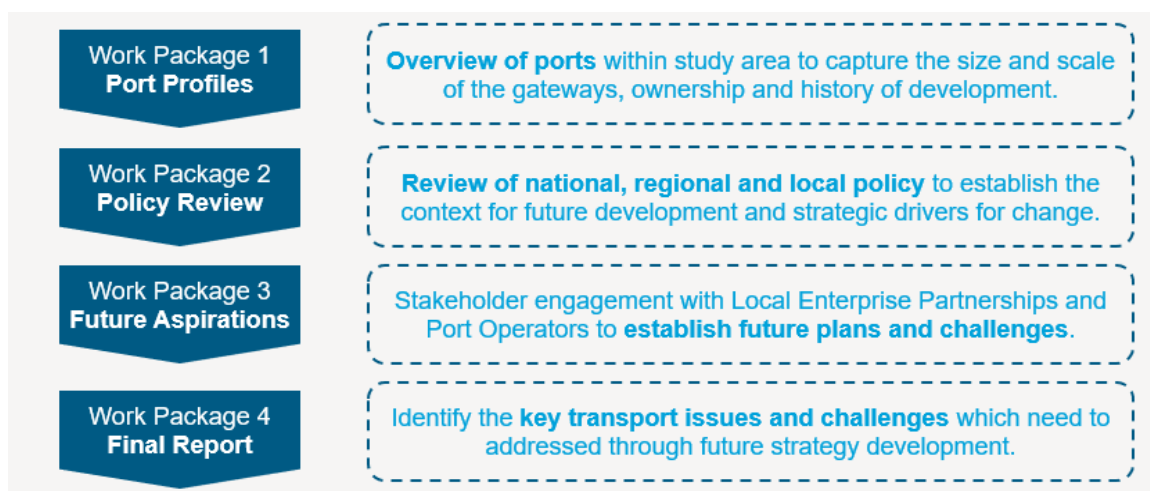 Work Package 1
Port Profiles
Overview of ports within study area to capture the size and scale
of the gateways, ownership and history of development.
Work Package 2
Policy Review
Review of national, regional and local policy to establish the
context for future development and strategic drivers for change.
Work Package 3
Future Aspirations
Stakeholder engagement with Local Enterprise Partnerships and
Port Operators to establish future plans and challenges.
Work Package 4
Final Report
Identify the key transport issues and challenges which need to
addressed through future strategy development.